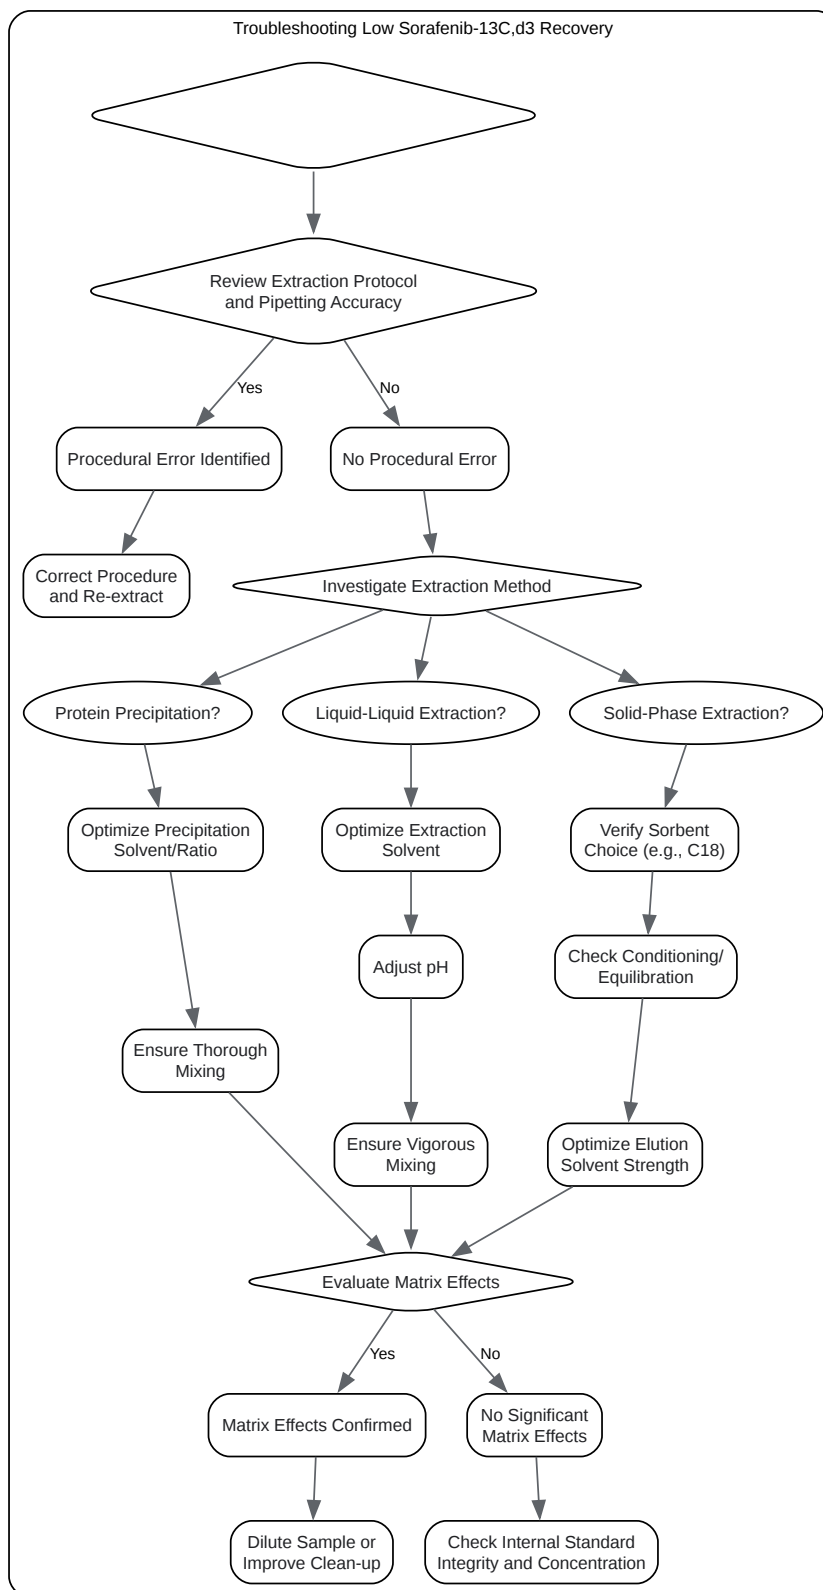 Troubleshooting Low Sorafenib-13C,d3 Recovery
Review Extraction Protocol
and Pipetting Accuracy
Yes
No
Procedural Error Identified
No Procedural Error
Correct Procedure
and Re-extract
Investigate Extraction Method
Protein Precipitation?
Liquid-Liquid Extraction?
Solid-Phase Extraction?
Optimize Precipitation
Solvent/Ratio
Optimize Extraction
Solvent
Verify Sorbent
Choice (e.g., C18)
Adjust pH
Check Conditioning/
Equilibration
Ensure Thorough
Mixing
Ensure Vigorous
Mixing
Optimize Elution
Solvent Strength
Evaluate Matrix Effects
Yes
No
Matrix Effects Confirmed
No Significant
Matrix Effects
Dilute Sample or
Improve Clean-up
Check Internal Standard
Integrity and Concentration